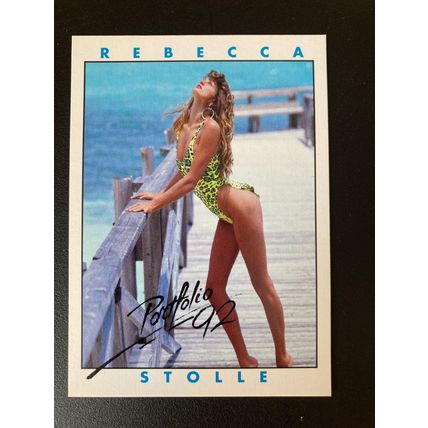 REBECCA
Portfolio
92
STOLLE